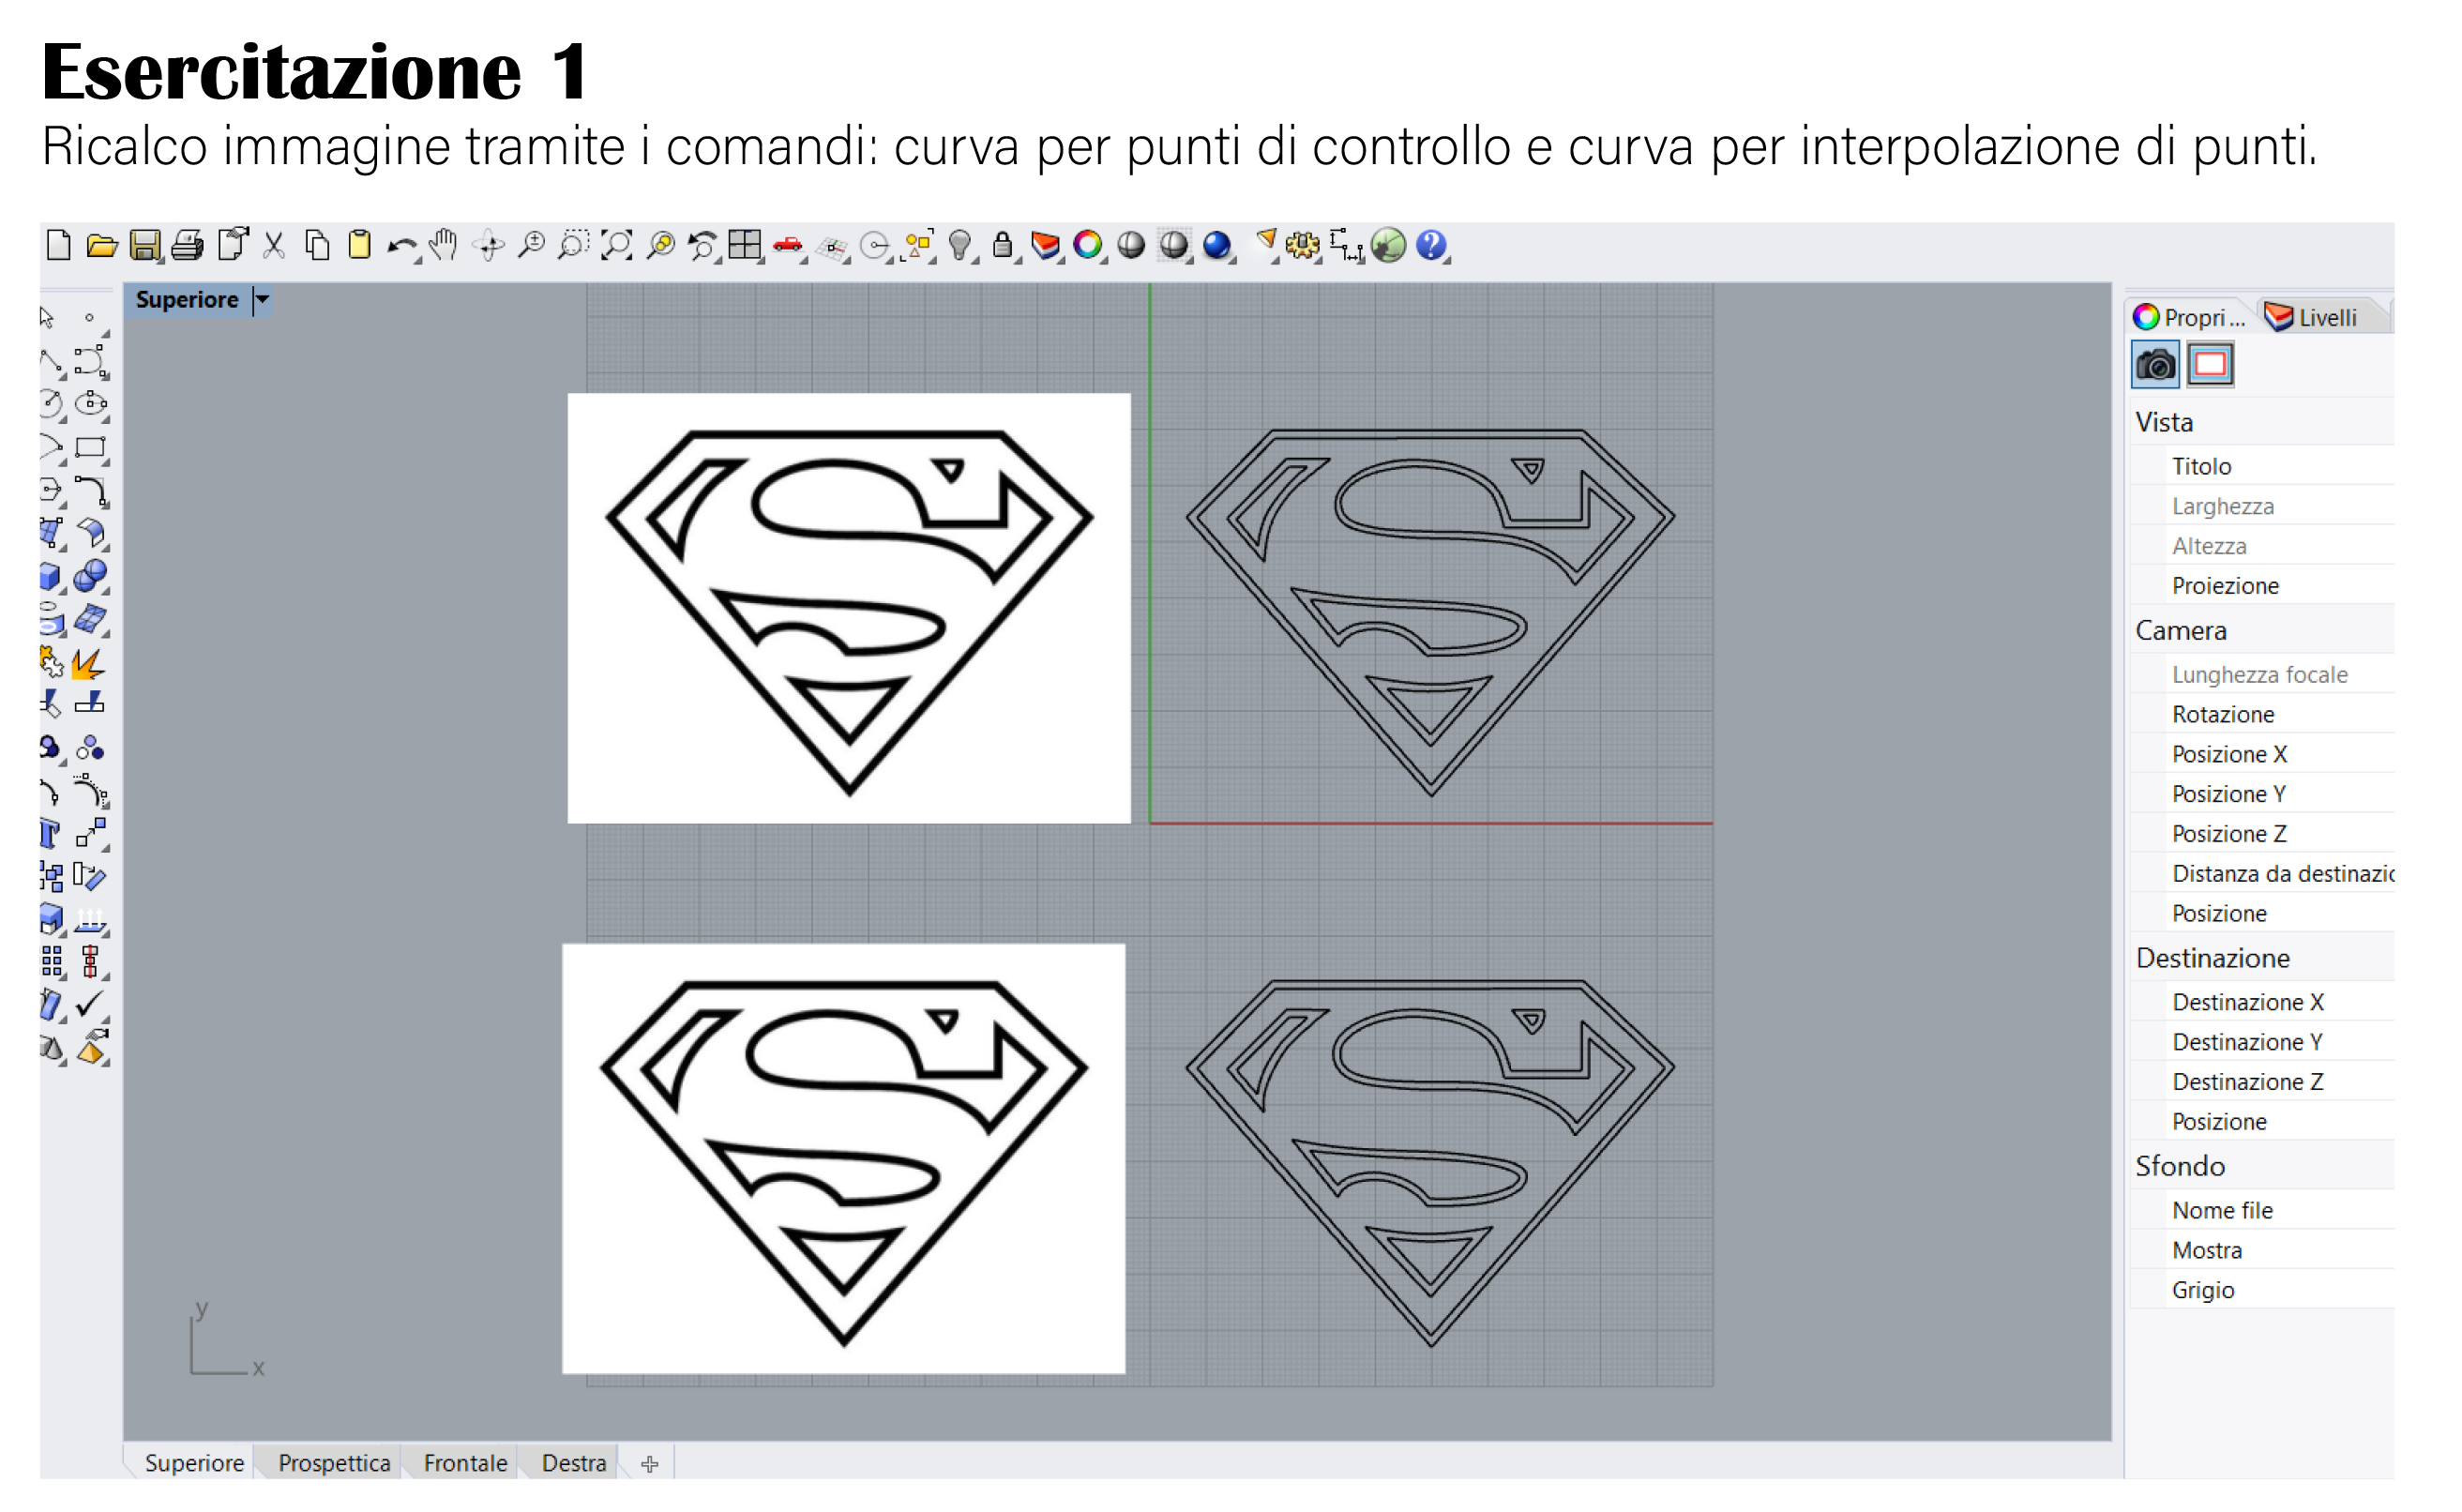 Esercitazione 1
Ricalco immagine tramite i comandi: curva per punti di controllo e curva per interpolazione di punti.
Superiore
Propri...
Livelli
Vista
Titolo
Larghezza
Altezza
Proiezione
Camera
Lunghezza focale
Rotazione
Posizione X
Posizione Y
Posizione Z
Distanza da destinazio
Posizione
Destinazione
Destinazione X
Destinazione Y
Destinazione Z
Posizione
Sfondo
Nome file
Mostra
Grigio
y
x
Superiore Prospettica Frontale Destra